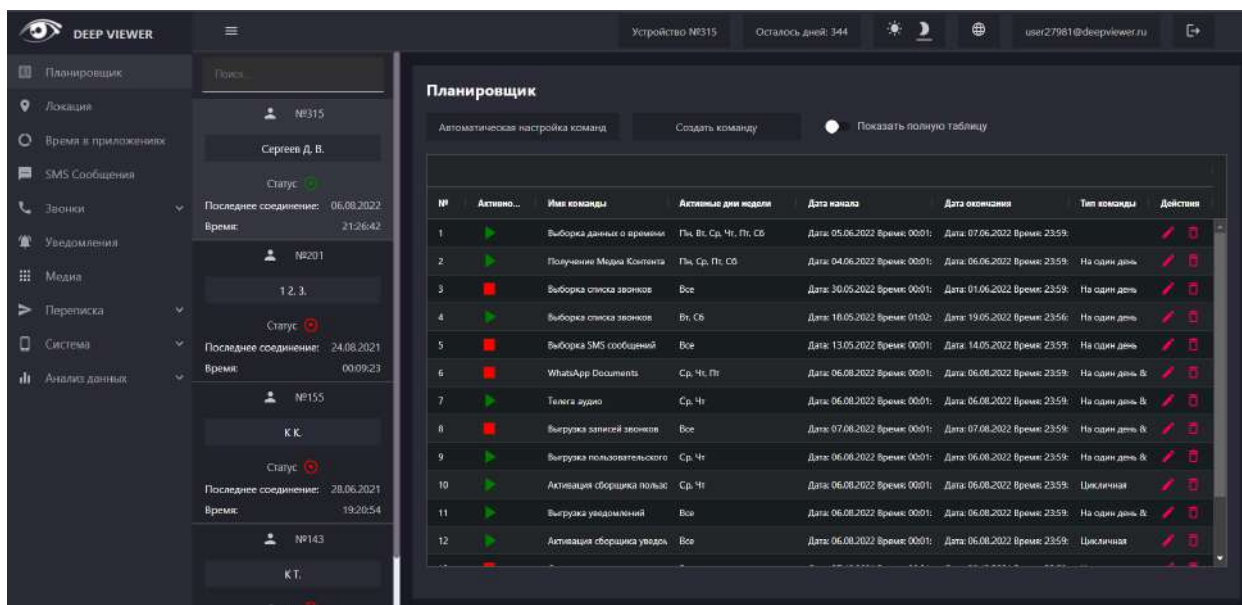 DEEP VIEWER
Устройство №315
Осталось дней: 344
user27981@deepviewer.ru
Планировщик
Локация
Время в приложениях
SMS Сообщения
Звонки
Уведомления
Медиа
Переписка
Система
Анализ данных
Поиск...
№315
Сергеев Д. В.
Статус
Последнее соединение: 06.08.2022
Время: 21:26:42
№201
1 2. 3.
Статус
Последнее соединение: 24.08.2021
Время: 00:09:23
№155
К К.
Статус
Последнее соединение: 28.06.2021
Время: 19:20:54
№143
К Т.
Планировщик
Автоматическая настройка команд
Создать команду
Показать полную таблицу
№ Активно... Имя команды Активные дни недели Дата начала Дата окончания Тип команды Действия
1 Выборка данных о времени Пн, Вт, Ср, Чт, Пт, Сб Дата: 05.06.2022 Время: 00:01: Дата: 07.06.2022 Время: 23:59:
2 Получение Медиа Контента Пн, Ср, Пт, Сб Дата: 04.06.2022 Время: 00:01: Дата: 06.06.2022 Время: 23:59: На один день
3 Выборка списка звонков Все Дата: 30.05.2022 Время: 00:01: Дата: 01.06.2022 Время: 23:59: На один день
4 Выборка списка звонков Вт, Сб Дата: 18.05.2022 Время: 01:02: Дата: 19.05.2022 Время: 23:56: На один день
5 Выборка SMS сообщений Все Дата: 13.05.2022 Время: 00:01: Дата: 14.05.2022 Время: 23:59: На один день
6 WhatsApp Documents Ср, Чт, Пт Дата: 06.08.2022 Время: 00:01: Дата: 06.08.2022 Время: 23:59: На один день &
7 Телега аудио Ср, Чт Дата: 06.08.2022 Время: 00:01: Дата: 06.08.2022 Время: 23:59: На один день &
8 Выгрузка записей звонков Все Дата: 07.08.2022 Время: 00:01: Дата: 07.08.2022 Время: 23:59: На один день &
9 Выгрузка пользовательского Ср, Чт Дата: 06.08.2022 Время: 00:01: Дата: 06.08.2022 Время: 23:59: На один день &
10 Активация сборщика пользо Ср, Чт Дата: 06.08.2022 Время: 00:01: Дата: 06.08.2022 Время: 23:59: Цикличная
11 Выгрузка уведомлений Все Дата: 06.08.2022 Время: 00:01: Дата: 06.08.2022 Время: 23:59: На один день &
12 Активация сборщика уведом Все Дата: 06.08.2022 Время: 00:01: Дата: 06.08.2022 Время: 23:59: Цикличная